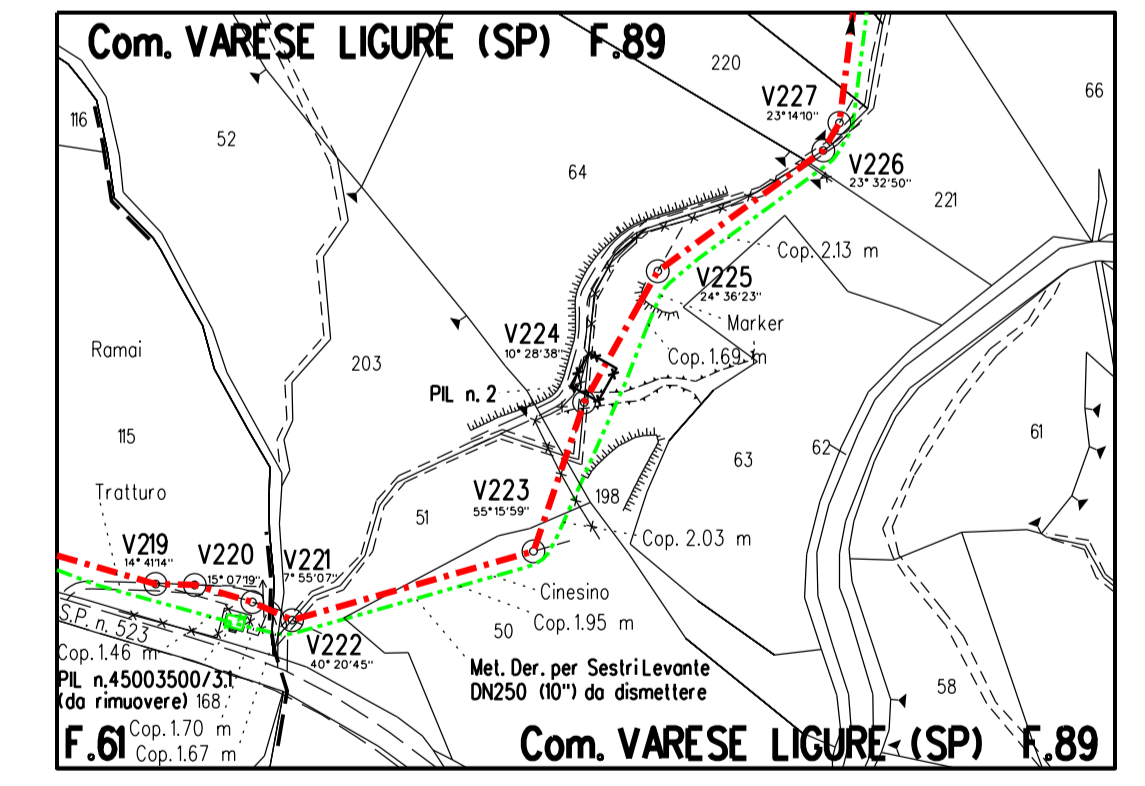 Com. VARESE LIGURE (SP) F.89
220
66
V227
23°14'10"
116
52
64
V226
23°32'50"
221
Cop. 2.13 m
V225
24°36'23"
Marker
V224
10°28'38"
Cop. 1.69 m
Ramai
203
PIL n. 2
115
62
61
63
Tratturo
V223
55°15'59"
198
51
Cop. 2.03 m
V219
14°41'14"
V220
15°07'19"
V221
7°55'07"
Cinesino
S.P. n. 523
50
Cop. 1.95 m
V222
40°20'45"
Cop. 1.46 m
Met. Der. per Sestri Levante
DN250 (10") da dismettere
PIL n.45003500/3.1
(da rimuovere)
168
58
Cop. 1.70 m
F.61
Cop. 1.67 m
Com. VARESE LIGURE (SP) F.89